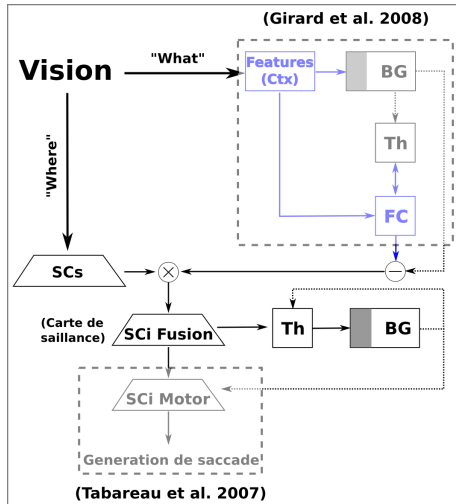 (Girard et al. 2008)
"What"
Vision
Features
(Ctx)
BG
Th
"Where"
FC
SCs
(Carte de
saillance)
SCi Fusion
Th
BG
SCi Motor
Generation de saccade
(Tabareau et al. 2007)